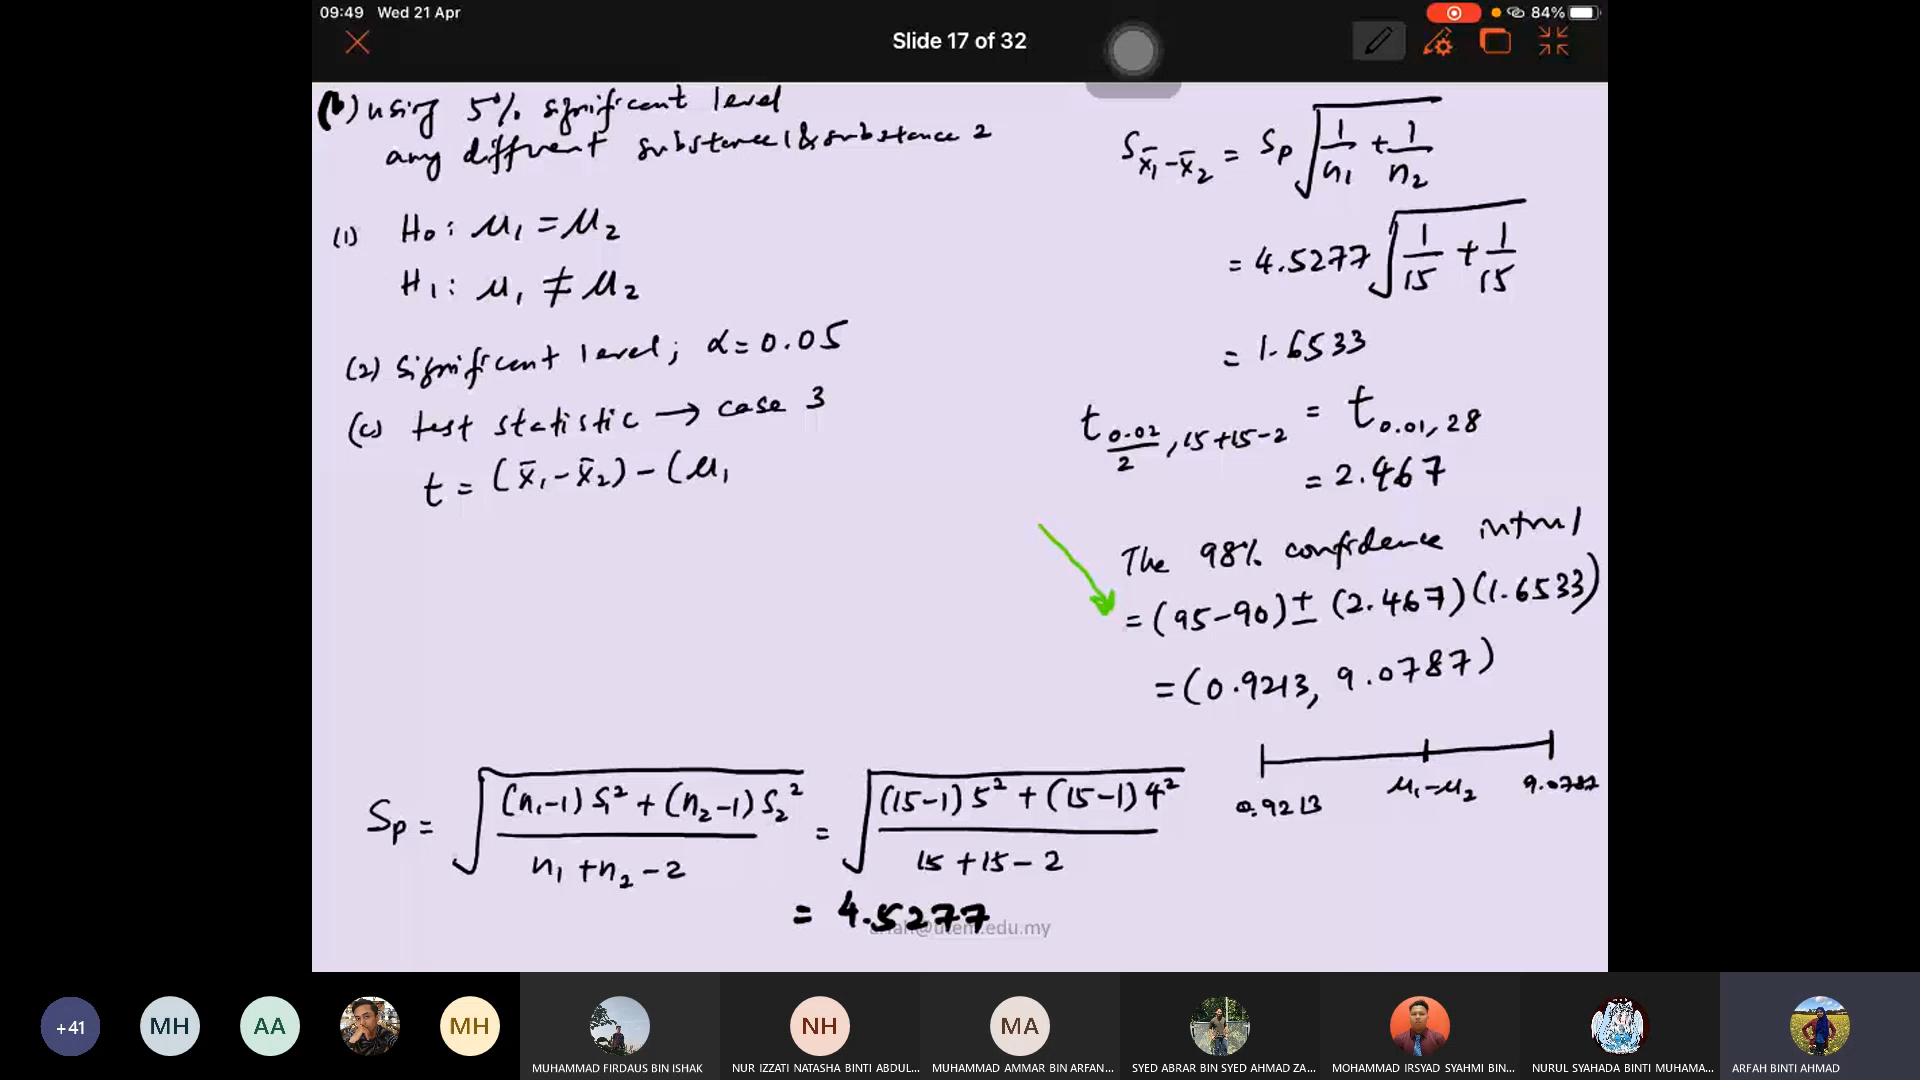 09:49 Wed 21 Apr
84%
Slide 17 of 32
(b) using 5% significant level
any diffrent substance 1 & substance 2
(1) H₀ : μ₁ = μ₂
H₁ : μ₁ ≠ μ₂
(2) significant level; α = 0.05
(c) test statistic → case 3
t = (x̄₁ - x̄₂) - (μ₁
Sp = √((n₁-1) S₁² + (n₂-1) S₂² / n₁ + n₂ - 2) = √((15-1) 5² + (15-1) 4² / 15 + 15 - 2)
= 4.5277
arfah@utem.edu.my
S x̄₁ - x̄₂ = Sp √(1/n₁ + 1/n₂)
= 4.5277 √(1/15 + 1/15)
= 1.6533
t 0.02/2, 15+15-2 = t 0.01, 28
= 2.467
The 98% confidence
= (95-90) ± (2.467)(1.6533)
= (0.9213, 9.0787)
0.9213 μ₁-μ₂ 9.0787
+41
MH
AA
MH
MUHAMMAD FIRDAUS BIN ISHAK
NH
NUR IZZATI NATASHA BINTI ABDUL...
MA
MUHAMMAD AMMAR BIN ARFAN...
SYED ABRAR BIN SYED AHMAD ZA...
MOHAMMAD IRSYAD SYAHMI BIN...
NURUL SYAHADA BINTI MUHAMA...
ARFAH BINTI AHMAD